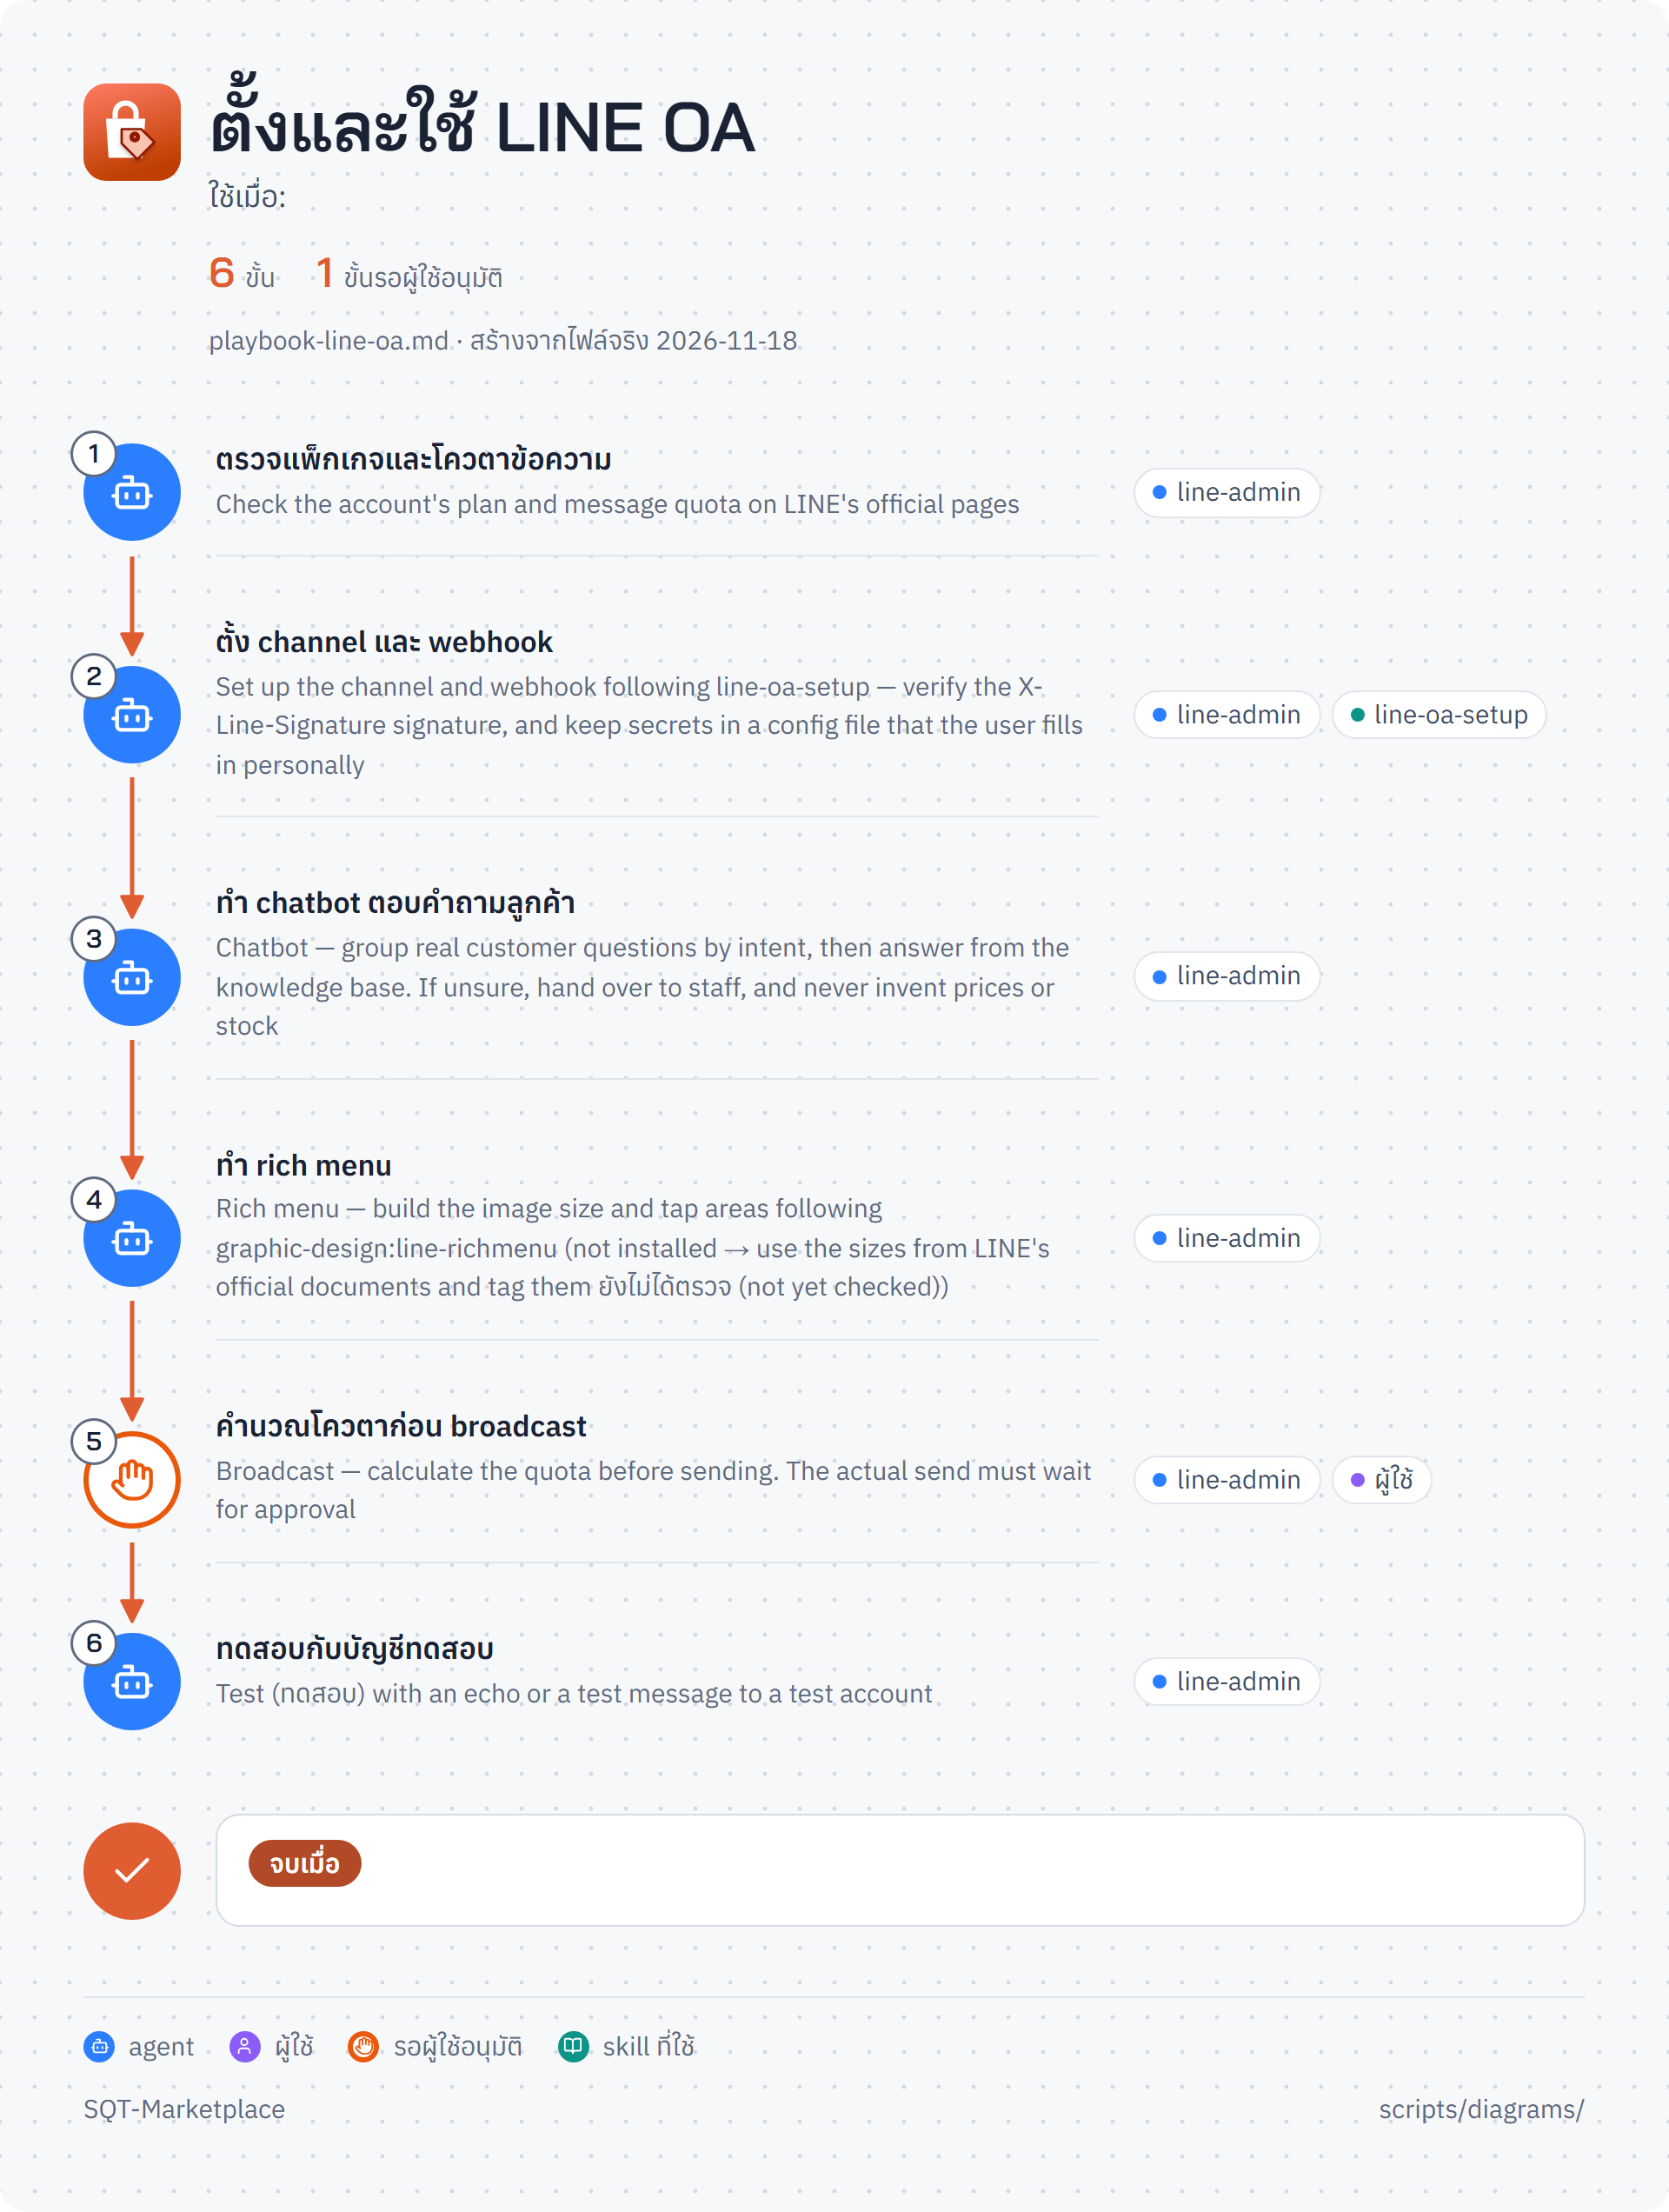 ตั้งและใช้ LINE OA
ใช้เมื่อ:
6 ขั้น 1 ขั้นรอผู้ใช้อนุมัติ
playbook-line-oa.md · สร้างจากไฟล์จริง 2026-11-18
1
ตรวจแพ็กเกจและโควตาข้อความ
Check the account's plan and message quota on LINE's official pages
line-admin
2
ตั้ง channel และ webhook
Set up the channel and webhook following line-oa-setup — verify the X-
Line-Signature signature, and keep secrets in a config file that the user fills
in personally
line-admin line-oa-setup
3
ทำ chatbot ตอบคำถามลูกค้า
Chatbot — group real customer questions by intent, then answer from the
knowledge base. If unsure, hand over to staff, and never invent prices or
stock
line-admin
4
ทำ rich menu
Rich menu — build the image size and tap areas following
graphic-design:line-richmenu (not installed → use the sizes from LINE's
official documents and tag them ยังไม่ได้ตรวจ (not yet checked))
line-admin
5
คำนวณโควตาก่อน broadcast
Broadcast — calculate the quota before sending. The actual send must wait
for approval
line-admin ผู้ใช้
6
ทดสอบกับบัญชีทดสอบ
Test (ทดสอบ) with an echo or a test message to a test account
line-admin
จบเมื่อ
agent ผู้ใช้ รอผู้ใช้อนุมัติ skill ที่ใช้
SQT-Marketplace scripts/diagrams/